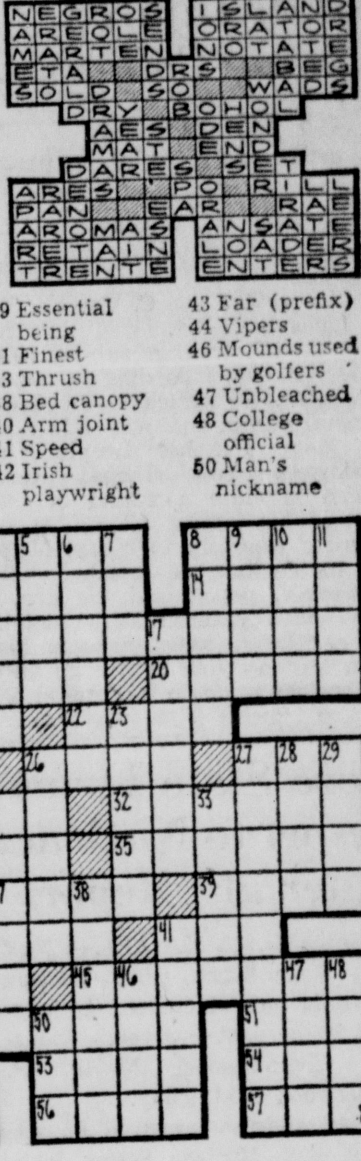 NEGROS ISLAND
AREOLE ORATOR
MARTEN NOTATE
ETA DRS BEG
SOLD SO WADS
DRY BOHOL
AES DEN
MAT END
DARES SET
ARES PO RILL
PAN EAR RAE
AROMAS ANSATE
RETAIN LOADER
TRENTE ENTERS
9 Essential
being
1 Finest
3 Thrush
8 Bed canopy
0 Arm joint
1 Speed
42 Irish
playwright
43 Far (prefix)
44 Vipers
46 Mounds used
by golfers
47 Unbleached
48 College
official
50 Man's
nickname
5 6 7 8 9 10 11
14
17
20
22 23
26 27 28 29
32 33
35
7 38 39
41
45 46 47 48
50 51
53 54
56 57